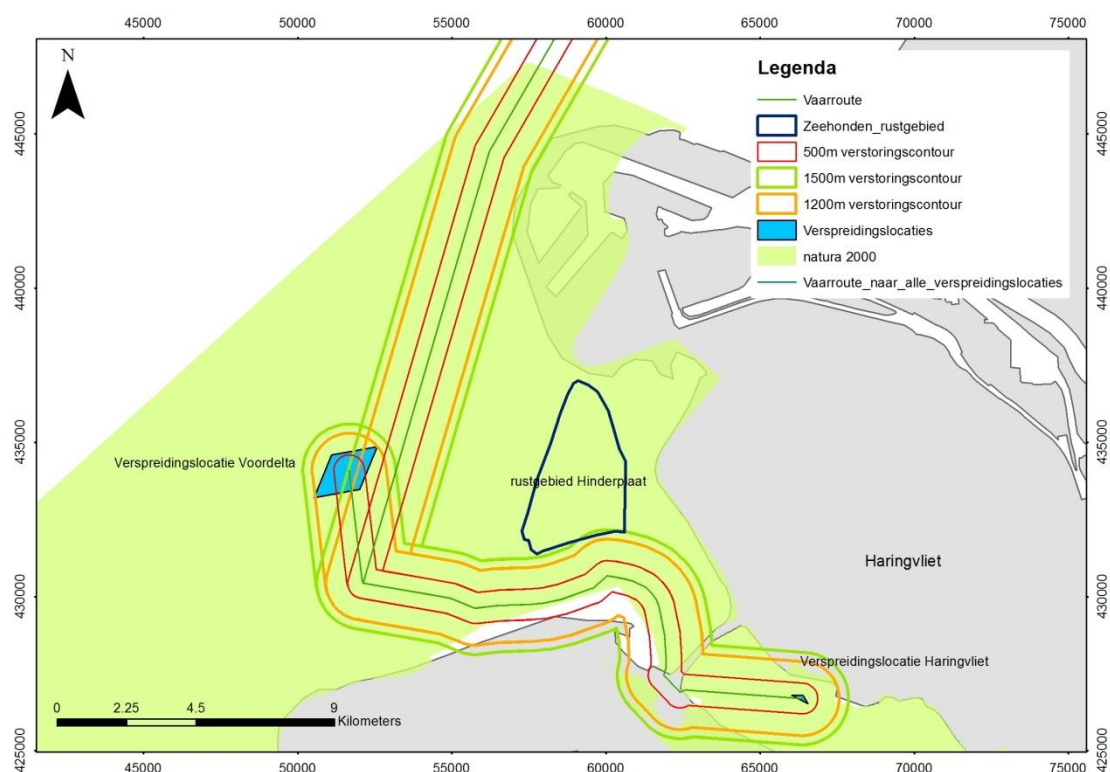 45000 50000 55000 60000 65000 70000 75000
N
Legenda
Vaarroute
Zeehonden_rustgebied
500m verstoringscontour
1500m verstoringscontour
1200m verstoringscontour
Verspreidingslocaties
natura 2000
Vaarroute_naar_alle_verspreidingslocaties
445000 445000
440000 440000
435000 435000
Verspreidingslocatie Voordelta
rustgebied Hinderplaat
Haringvliet
430000 430000
Verspreidingslocatie Haringvliet
0 2.25 4.5 9
Kilometers
425000 425000
45000 50000 55000 60000 65000 70000 75000